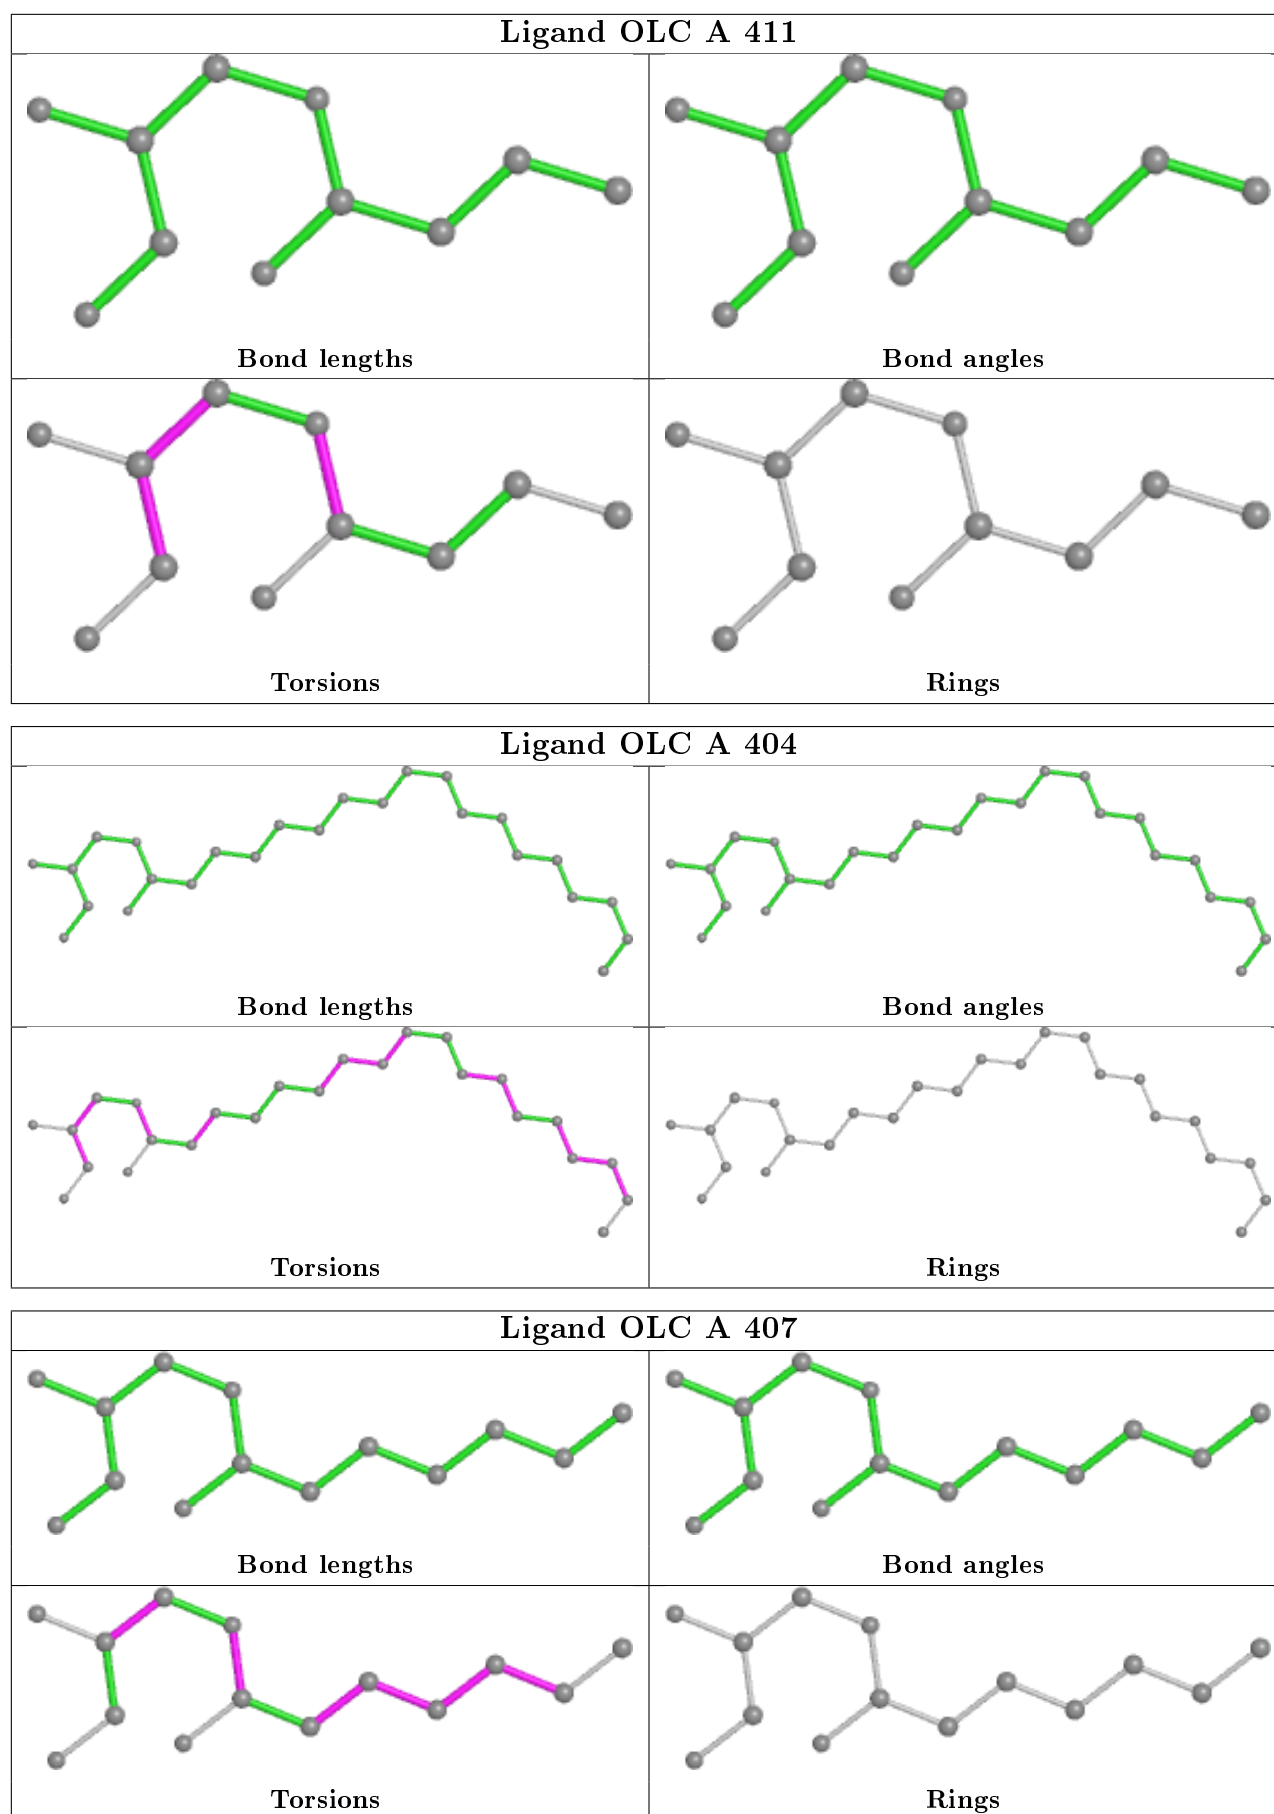 Ligand OLC A 411
Bond lengths
Bond angles
Torsions
Rings
Ligand OLC A 404
Bond lengths
Bond angles
Torsions
Rings
Ligand OLC A 407
Bond lengths
Bond angles
Torsions
Rings